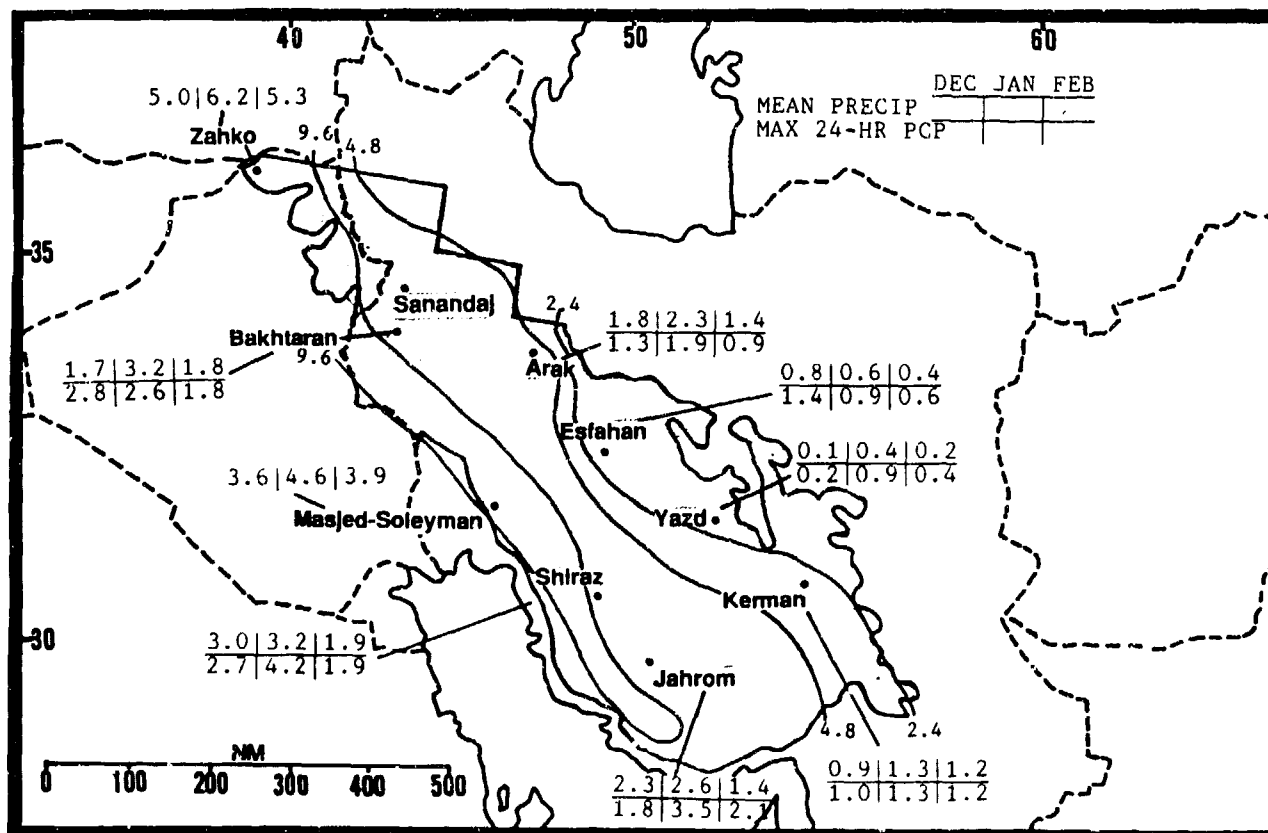 40 50 60
DEC JAN FEB
MEAN PRECIP
MAX 24-HR PCP
5.0|6.2|5.3
Zahko
9.6
4.8
35
Sanandaj
2.4
1.8|2.3|1.4
1.3|1.9|0.9
Bakhtaran
9.6
Arak
1.7|3.2|1.8
2.8|2.6|1.8
0.8|0.6|0.4
1.4|0.9|0.6
Esfahan
0.1|0.4|0.2
0.2|0.9|0.4
3.6|4.6|3.9
Masjed-Soleyman
Yazd
Shiraz
Kerman
30
3.0|3.2|1.9
2.7|4.2|1.9
Jahrom
4.8
2.4
NM
0 100 200 300 400 500
2.3|2.6|1.4
1.8|3.5|2.1
0.9|1.3|1.2
1.0|1.3|1.2